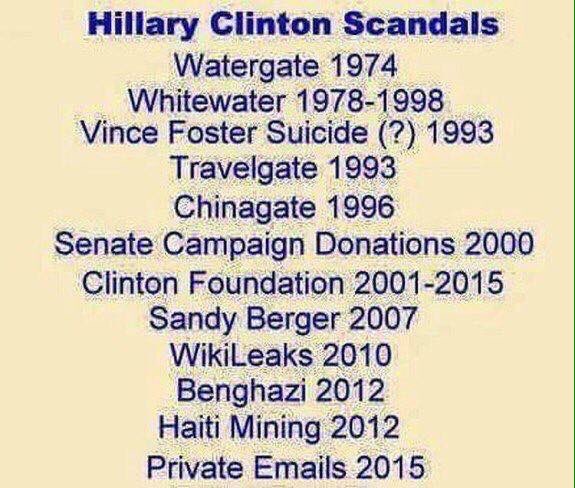 Hillary Clinton Scandals
Watergate 1974
Whitewater 1978-1998
Vince Foster Suicide (?) 1993
Travelgate 1993
Chinagate 1996
Senate Campaign Donations 2000
Clinton Foundation 2001-2015
Sandy Berger 2007
WikiLeaks 2010
Benghazi 2012
Haiti Mining 2012
Private Emails 2015